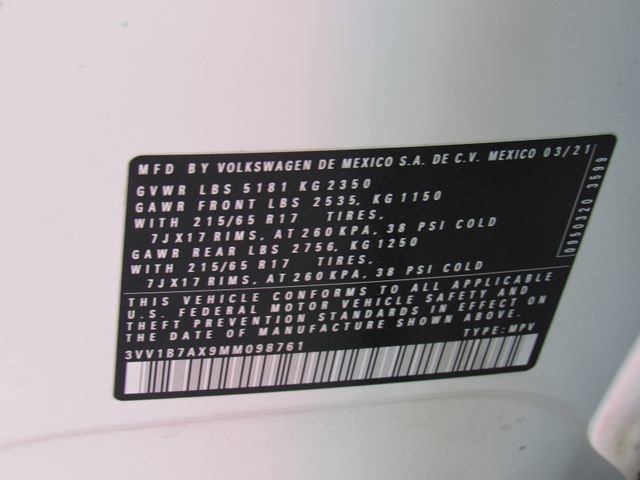 MFD BY VOLKSWAGEN DE MEXICO S.A. DE C.V. MEXICO 03/21
GVWR LBS 5181 KG 2350
GAWR FRONT LBS 2535, KG 1150
WITH 215/65 R17 TIRES,
7JX17 RIMS, AT 260 KPA, 38 PSI COLD
GAWR REAR LBS 2756, KG 1250
WITH 215/65 R17 TIRES,
7JX17 RIMS, AT 260 KPA, 38 PSI COLD
THIS VEHICLE CONFORMS TO ALL APPLICABLE
U.S. FEDERAL MOTOR VEHICLE SAFETY AND
THEFT PREVENTION STANDARDS IN EFFECT ON
THE DATE OF MANUFACTURE SHOWN ABOVE.
3VV1B7AX9MM098761 TYPE: MPV
0950320 3599